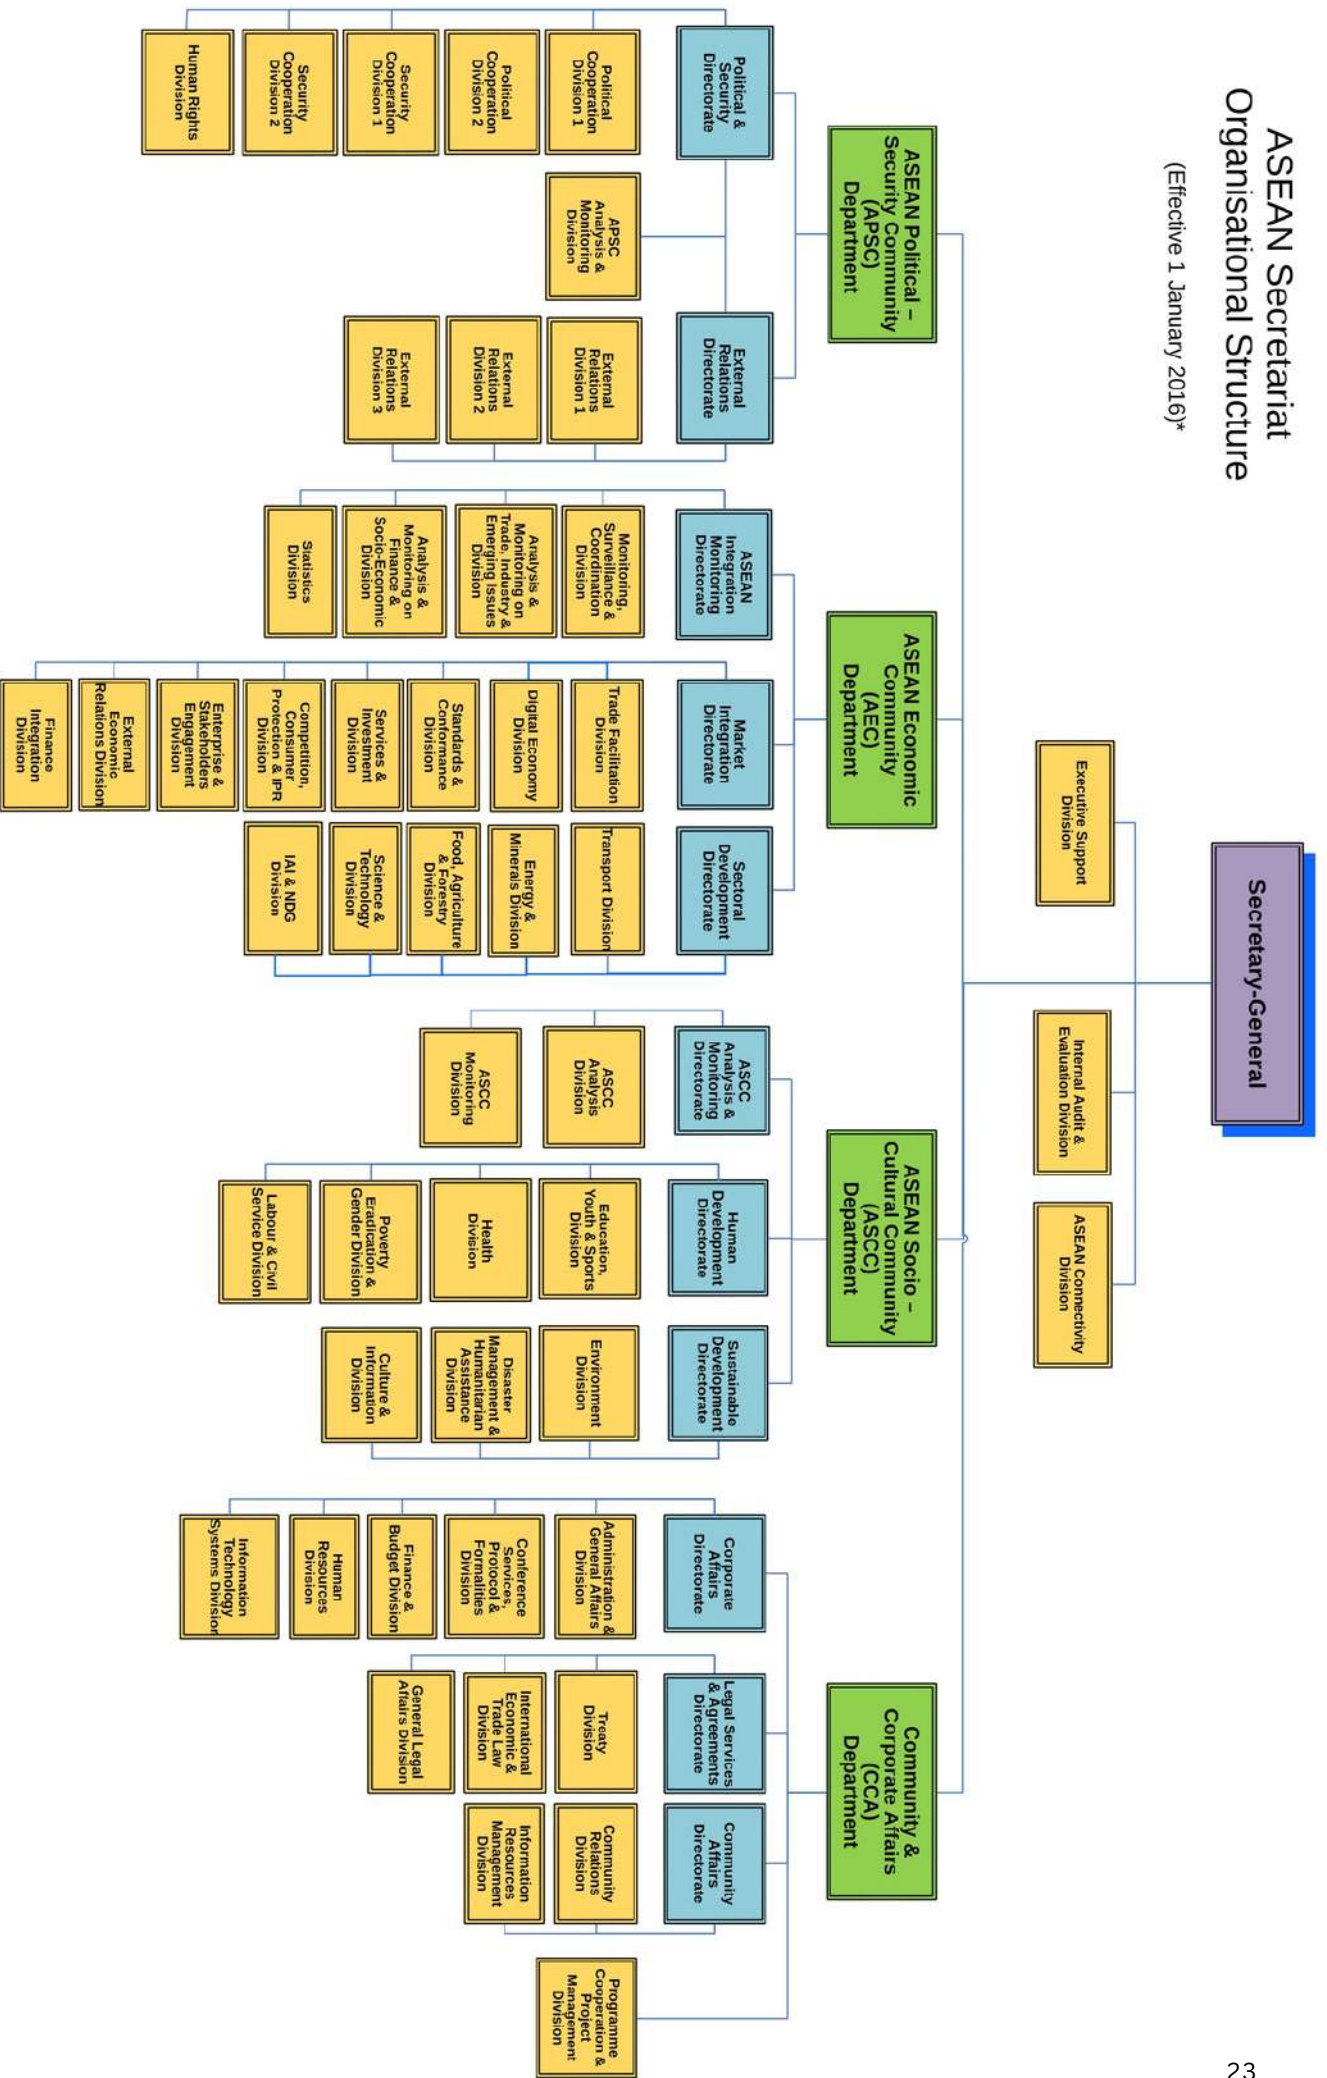 ASEAN Secretariat
Organisational Structure
(Effective 1 January 2016)*
Secretary-General
Executive Support
Division
Internal Audit &
Evaluation Division
ASEAN Connectivity
Division
ASEAN Political –
Security Community
(APSC)
Department
ASEAN Economic
Community
(AEC)
Department
ASEAN Socio –
Cultural Community
(ASCC)
Department
Community &
Corporate Affairs
(CCA)
Department
Political &
Security
Directorate
External
Relations
Directorate
ASEAN
Integration
Monitoring
Directorate
Market
Integration
Directorate
Sectoral
Development
Directorate
ASCC
Analysis &
Monitoring
Directorate
Human
Development
Directorate
Sustainable
Development
Directorate
Corporate
Affairs
Directorate
Legal Services
& Agreements
Directorate
Community
Affairs
Directorate
Political
Cooperation
Division 1
Political
Cooperation
Division 2
Security
Cooperation
Division 1
Security
Cooperation
Division 2
Human Rights
Division
APSC
Analysis &
Monitoring
Division
External
Relations
Division 1
External
Relations
Division 2
External
Relations
Division 3
Monitoring,
Surveillance &
Coordination
Division
Analysis &
Monitoring on
Trade, Industry &
Emerging Issues
Division
Analysis &
Monitoring on
Finance &
Socio-Economic
Division
Statistics
Division
Trade Facilitation
Division
Digital Economy
Division
Standards &
Conformance
Division
Services &
Investment
Division
Competition,
Consumer
Protection & IPR
Division
Enterprise &
Stakeholders
Engagement
Division
External
Economic
Relations Division
Finance
Integration
Division
Transport Division
Energy &
Minerals Division
Food, Agriculture
& Forestry
Division
Science &
Technology
Division
IAI & NDG
Division
ASCC
Analysis
Division
ASCC
Monitoring
Division
Education,
Youth & Sports
Division
Health
Division
Poverty
Eradication &
Gender Division
Labour & Civil
Service Division
Environment
Division
Disaster
Management &
Humanitarian
Assistance
Division
Culture &
Information
Division
Administration &
General Affairs
Division
Conference
Services,
Protocol &
Formalities
Division
Finance &
Budget Division
Human
Resources
Division
Information
Technology
Systems Division
Treaty
Division
International
Economic &
Trade Law
Division
General Legal
Affairs Division
Community
Relations
Division
Information
Resources
Management
Division
Programme
Cooperation &
Project
Management
Division
23